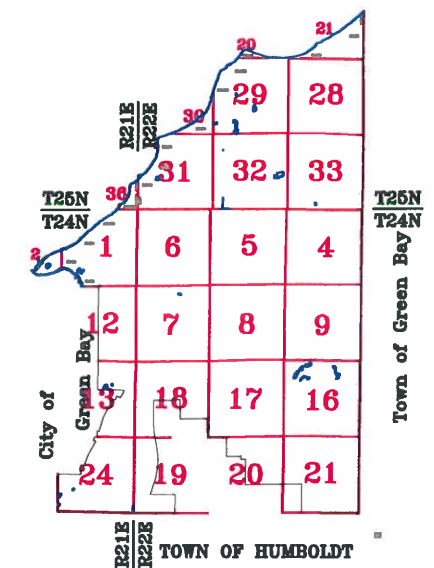 21
20
29 28
30
R21E
R22E
31 32 33
36
T25N
T24N
T25N
T24N
2 1 6 5 4
Town of Green Bay
12 7 8 9
City of
Green Bay
13 18 17 16
24 19 20 21
R21E
R22E
TOWN OF HUMBOLDT